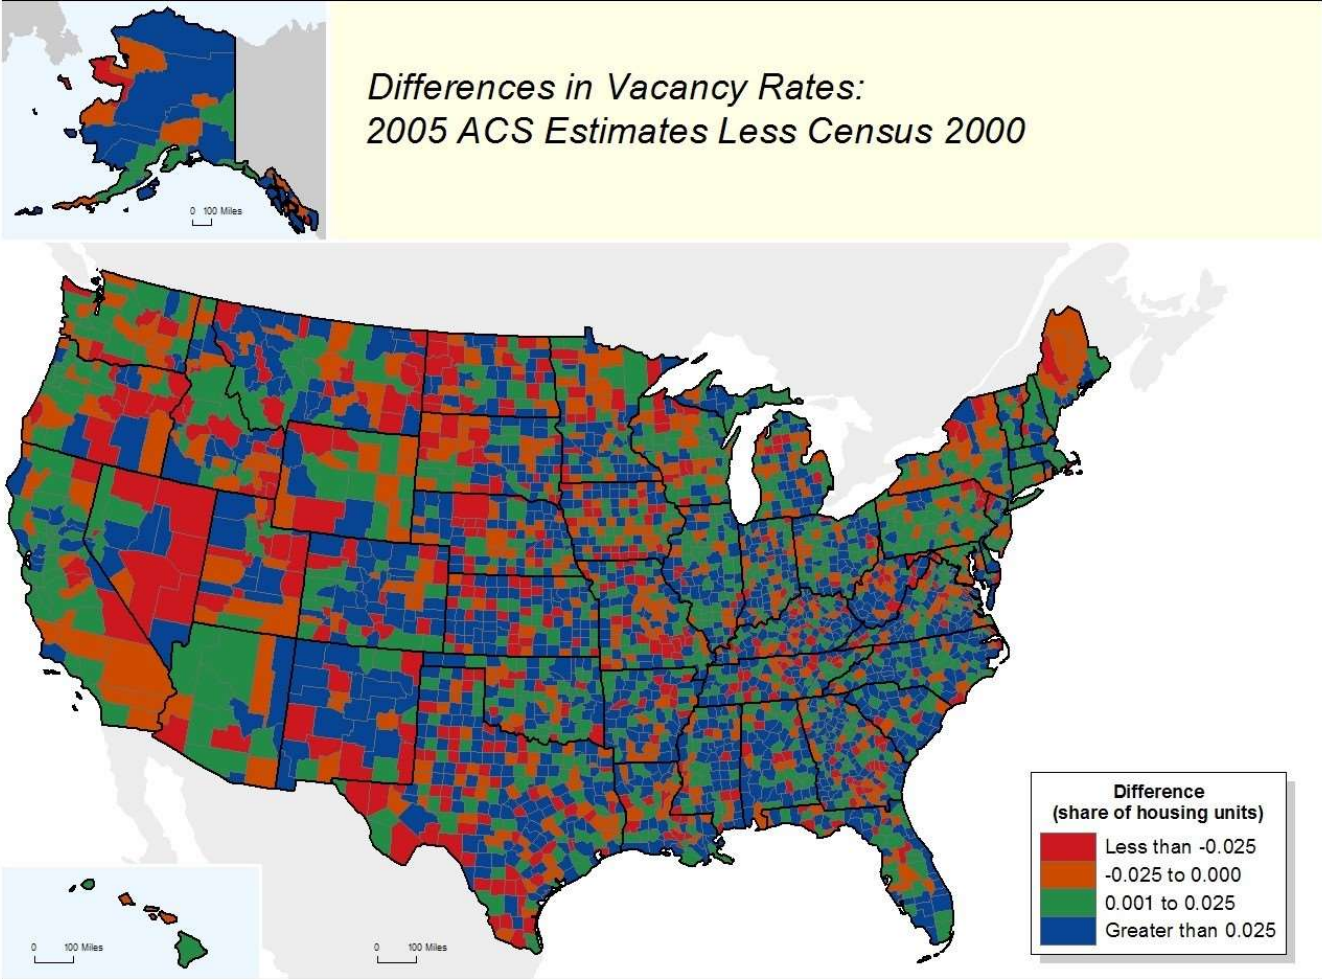 Differences in Vacancy Rates:
2005 ACS Estimates Less Census 2000
0 100 Miles
Difference
(share of housing units)
Less than -0.025
-0.025 to 0.000
0.001 to 0.025
Greater than 0.025
0 100 Miles
0 100 Miles